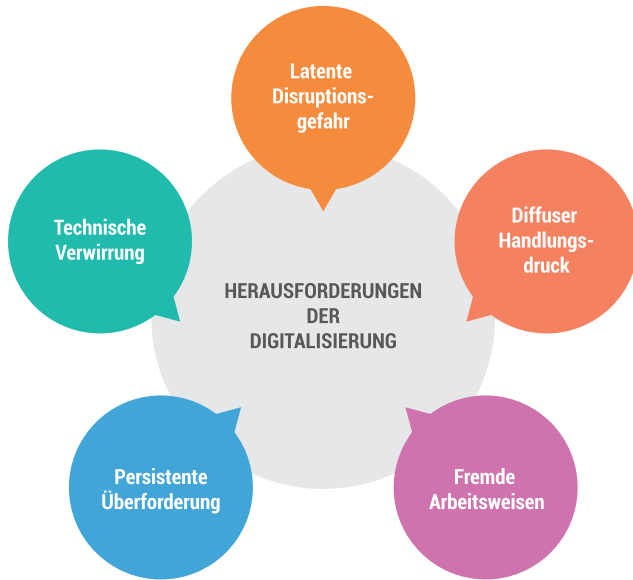 Latente
Disruptions-
gefahr
Diffuser
Handlungs-
druck
Technische
Verwirrung
HERAUSFORDERUNGEN
DER
DIGITALISIERUNG
Persistente
Überforderung
Fremde
Arbeitsweisen